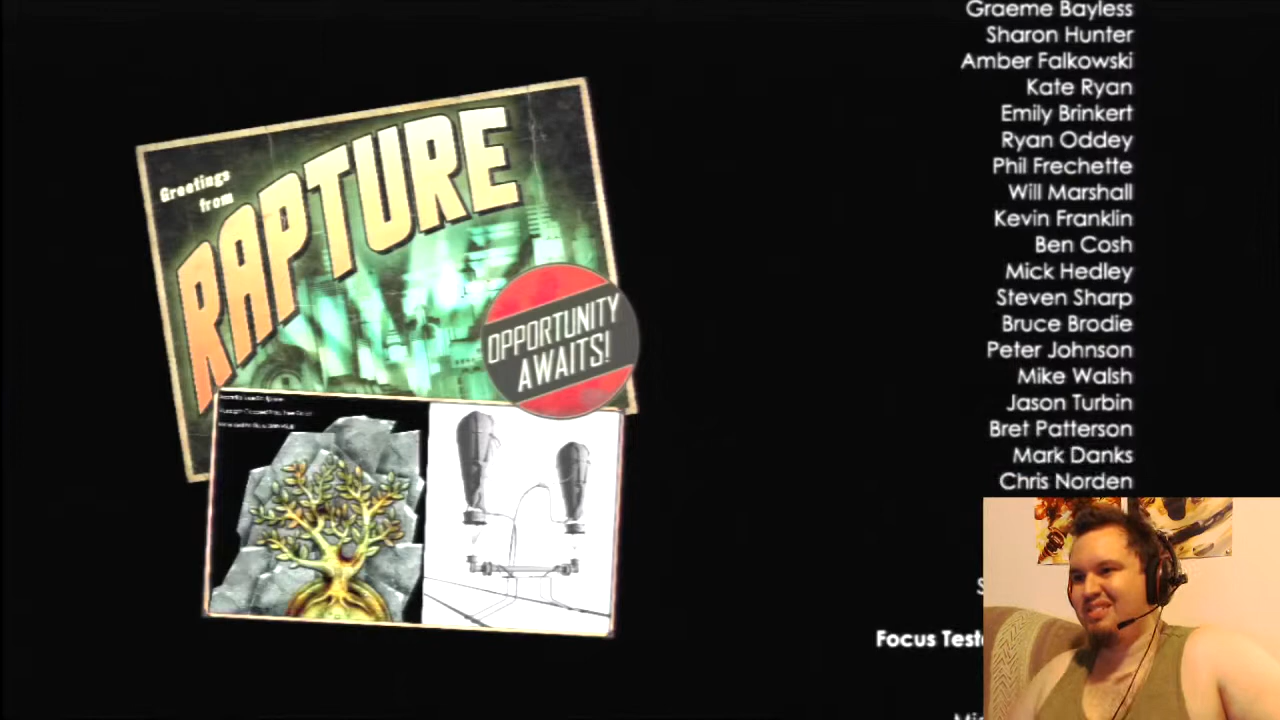 Greetings
from
RAPTURE
OPPORTUNITY
AWAITS!
Graeme Bayless
Sharon Hunter
Amber Falkowski
Kate Ryan
Emily Brinkert
Ryan Oddey
Phil Frechette
Will Marshall
Kevin Franklin
Ben Cosh
Mick Hedley
Steven Sharp
Bruce Brodie
Peter Johnson
Mike Walsh
Jason Turbin
Bret Patterson
Mark Danks
Chris Norden
Focus